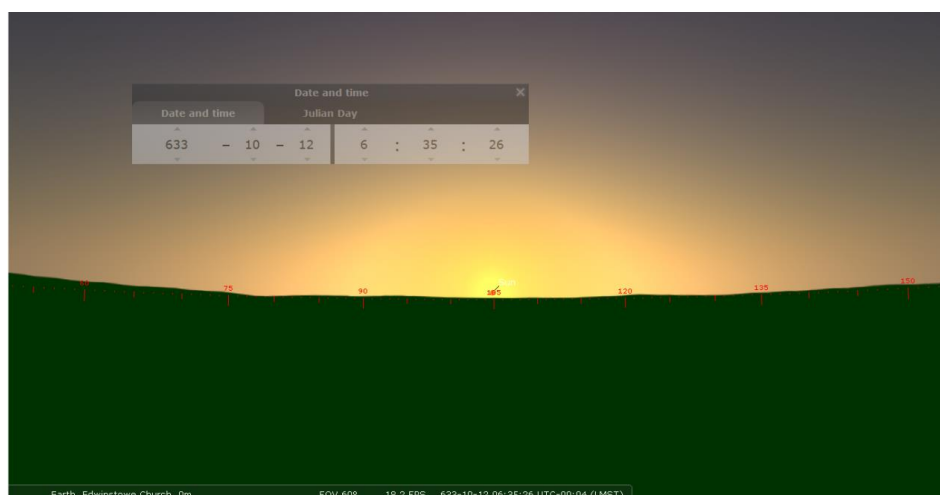 Date and time ×
Date and time Julian Day
633 - 10 - 12 6 : 35 : 26
Sun
60 75 90 105 120 135 150
Earth, Edwinstowe Church, 0m FOV 60° 18.2 FPS 633-10-12 06:35:26 UTC-00:04 (LMST)